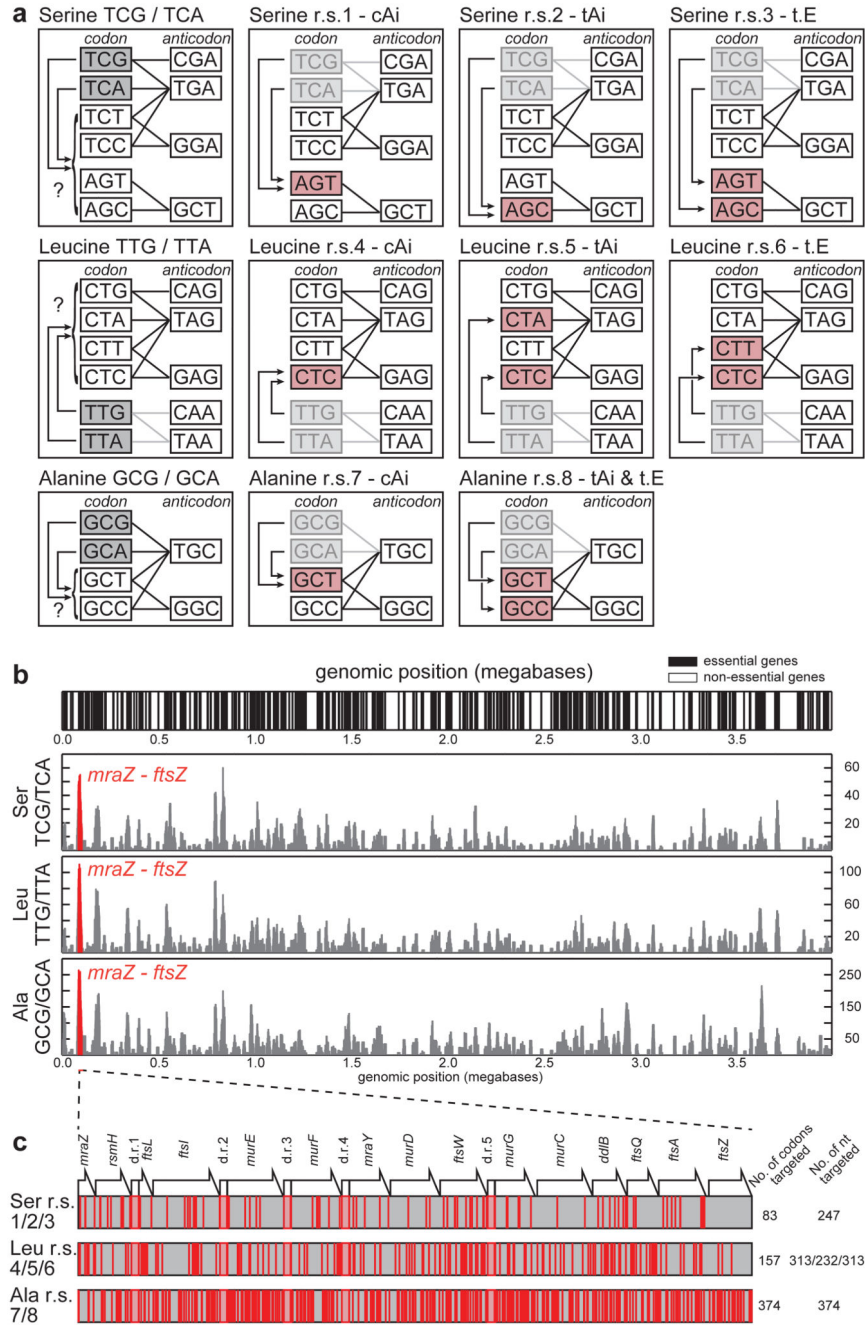 a
Serine TCG / TCA
codon anticodon
TCG CGA
TCA TGA
TCT
TCC GGA
?
AGT
AGC GCT
Serine r.s.1 - cAi
codon anticodon
TCG CGA
TCA TGA
TCT
TCC GGA
AGT
AGC GCT
Serine r.s.2 - tAi
codon anticodon
TCG CGA
TCA TGA
TCT
TCC GGA
AGT
AGC GCT
Serine r.s.3 - t.E
codon anticodon
TCG CGA
TCA TGA
TCT
TCC GGA
AGT
AGC GCT
Leucine TTG / TTA
codon anticodon
?
CTG CAG
CTA TAG
CTT
CTC GAG
TTG CAA
TTA TAA
Leucine r.s.4 - cAi
codon anticodon
CTG CAG
CTA TAG
CTT
CTC GAG
TTG CAA
TTA TAA
Leucine r.s.5 - tAi
codon anticodon
CTG CAG
CTA TAG
CTT
CTC GAG
TTG CAA
TTA TAA
Leucine r.s.6 - t.E
codon anticodon
CTG CAG
CTA TAG
CTT
CTC GAG
TTG CAA
TTA TAA
Alanine GCG / GCA
codon anticodon
GCG
GCA TGC
GCT
?
GCC GGC
Alanine r.s.7 - cAi
codon anticodon
GCG
GCA TGC
GCT
GCC GGC
Alanine r.s.8 - tAi & t.E
codon anticodon
GCG
GCA TGC
GCT
GCC GGC
b
genomic position (megabases)
essential genes
non-essential genes
0.0 0.5 1.0 1.5 2.0 2.5 3.0 3.5
Ser
TCG/TCA
mraZ - ftsZ
60
40
20
Leu
TTG/TTA
mraZ - ftsZ
100
60
20
Ala
GCG/GCA
mraZ - ftsZ
250
150
50
0.0 0.5 1.0 1.5 2.0 2.5 3.0 3.5
genomic position (megabases)
c
mraZ rsmH d.r.1 ftsL ftsI d.r.2 murE d.r.3 murF d.r.4 mraY murD ftsW d.r.5 murG murC ddlB ftsQ ftsA ftsZ
No. of codons
targeted
No. of nt
targeted
Ser r.s.
1/2/3
83 247
Leu r.s.
4/5/6
157 313/232/313
Ala r.s.
7/8
374 374